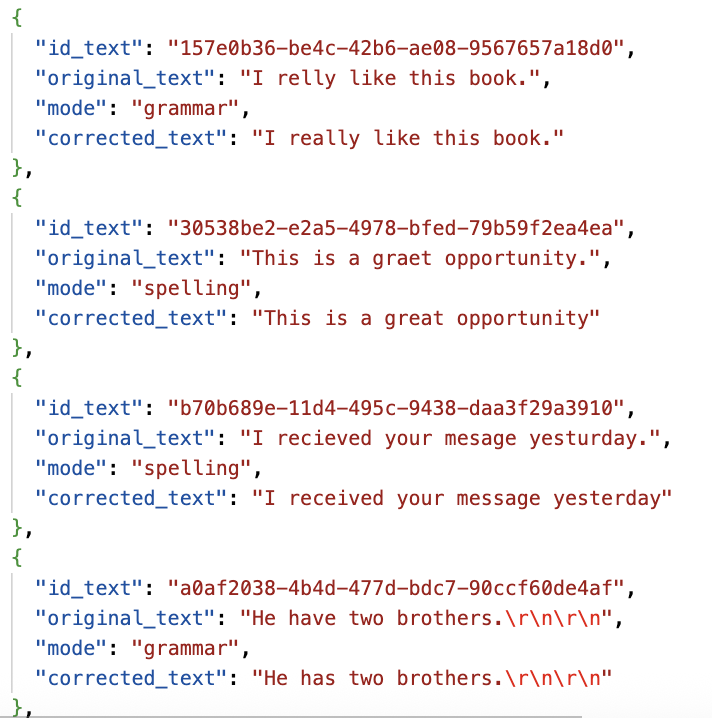 {
"id_text": "157e0b36-be4c-42b6-ae08-9567657a18d0",
"original_text": "I relly like this book.",
"mode": "grammar",
"corrected_text": "I really like this book."
},
{
"id_text": "30538be2-e2a5-4978-bfed-79b59f2ea4ea",
"original_text": "This is a graet opportunity.",
"mode": "spelling",
"corrected_text": "This is a great opportunity"
},
{
"id_text": "b70b689e-11d4-495c-9438-daa3f29a3910",
"original_text": "I recieved your mesage yesturday.",
"mode": "spelling",
"corrected_text": "I received your message yesterday"
},
{
"id_text": "a0af2038-4b4d-477d-bdc7-90ccf60de4af",
"original_text": "He have two brothers.\r\n\r\n",
"mode": "grammar",
"corrected_text": "He has two brothers.\r\n\r\n"
},